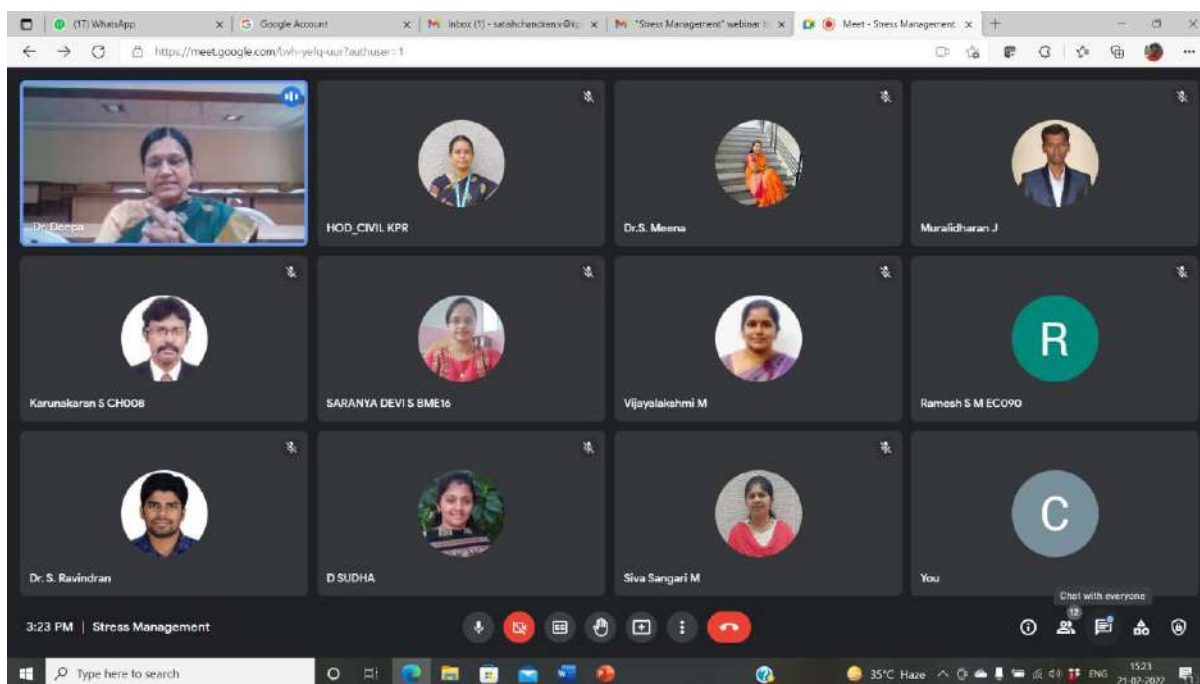 (17) WhatsApp
Google Account
Inbox (1) - satishchandran.v@kp
"Stress Management" webinar
Meet - Stress Management
https://meet.google.com/bvh-yefq-uur?authuser=1
Dr. Deepa
HOD_CIVIL KPR
Dr.S. Meena
Muralidharan J
Karunakaran S CH008
SARANYA DEVI S BME16
Vijayalakshmi M
R
Ramesh S M EC090
Dr. S. Ravindran
D SUDHA
Siva Sangari M
C
You
Chat with everyone
3:23 PM | Stress Management
12
Type here to search
35°C Haze
ENG
15:23
21-02-2022